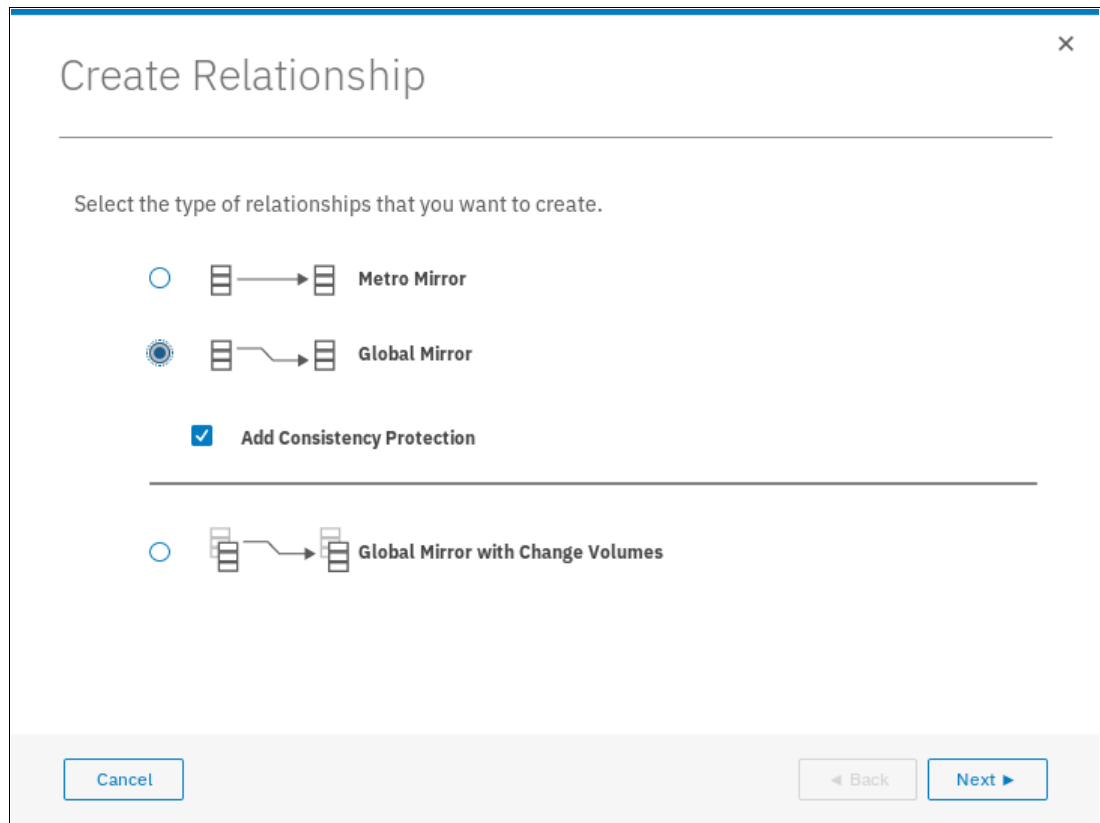 Create Relationship
Select the type of relationships that you want to create.
Metro Mirror
Global Mirror
Add Consistency Protection
Global Mirror with Change Volumes
Cancel
Back
Next